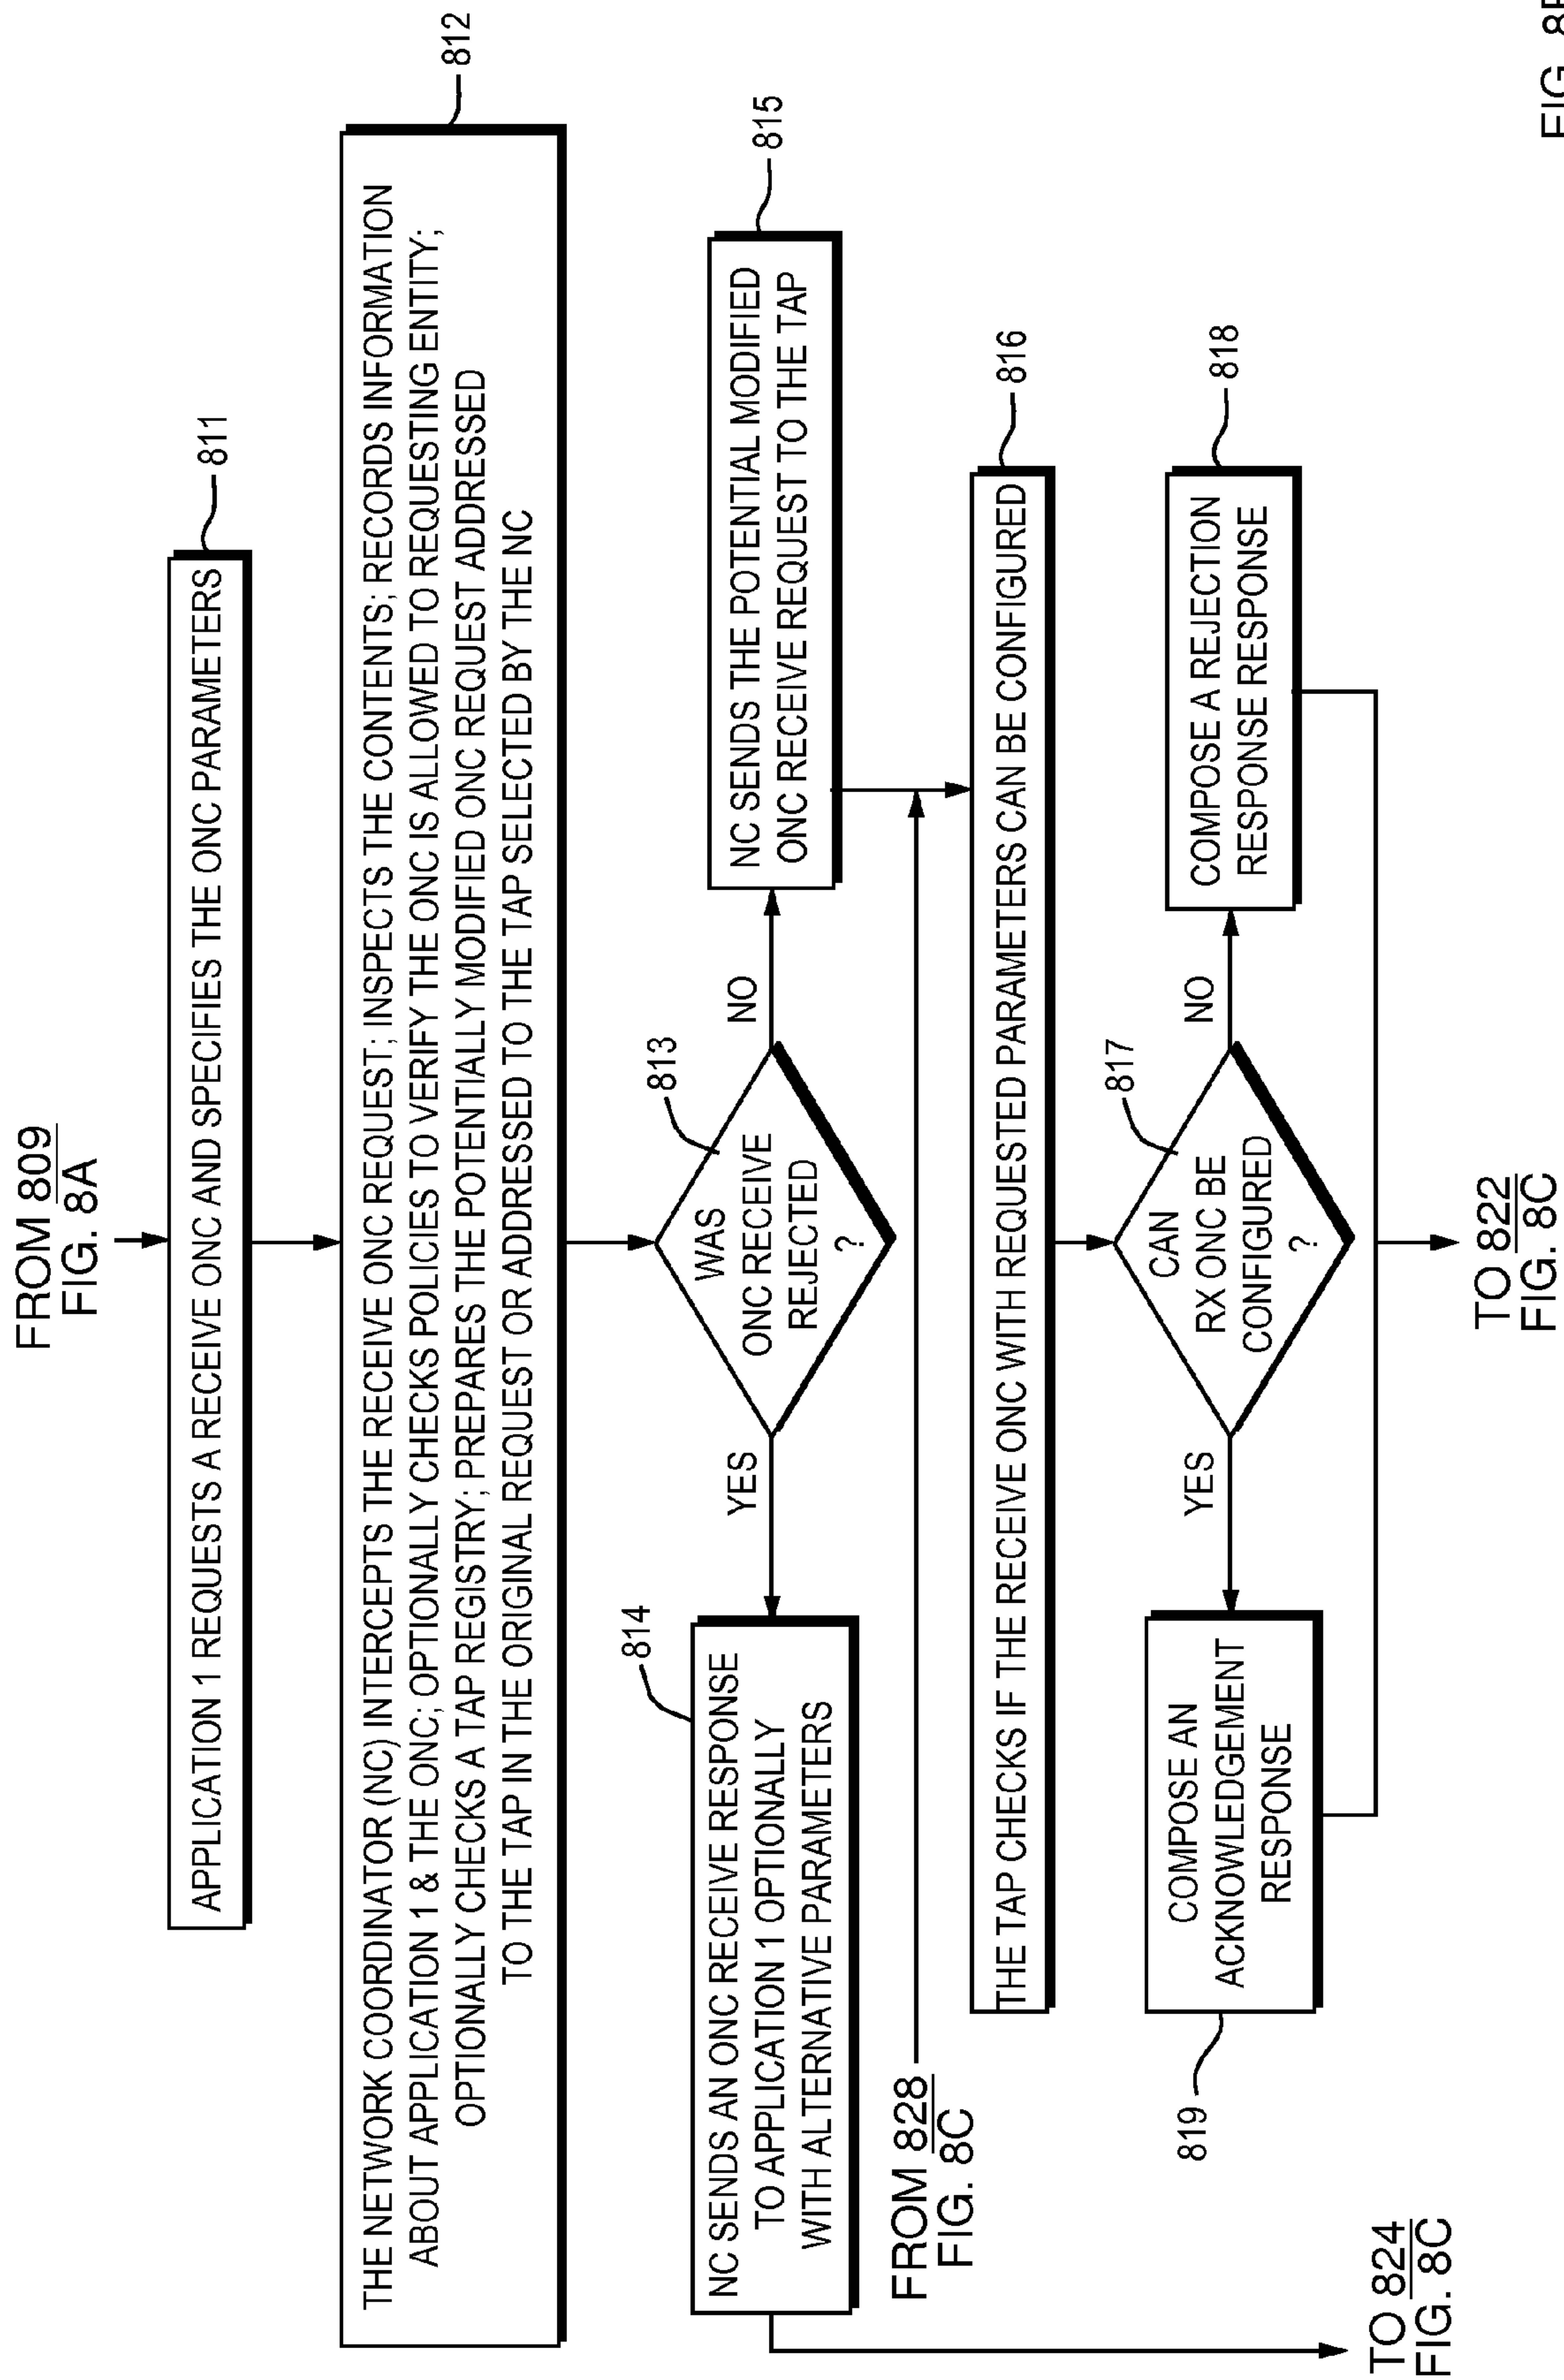 FROM 809
FIG. 8A
811
APPLICATION 1 REQUESTS A RECEIVE ONC AND SPECIFIES THE ONC PARAMETERS
812
THE NETWORK COORDINATOR (NC) INTERCEPTS THE RECEIVE ONC REQUEST; INSPECTS THE CONTENTS; RECORDS INFORMATION
ABOUT APPLICATION 1 & THE ONC; OPTIONALLY CHECKS POLICIES TO VERIFY THE ONC IS ALLOWED TO REQUESTING ENTITY;
OPTIONALLY CHECKS A TAP REGISTRY; PREPARES THE POTENTIALLY MODIFIED ONC REQUEST ADDRESSED
TO THE TAP IN THE ORIGINAL REQUEST OR ADDRESSED TO THE TAP SELECTED BY THE NC
813
WAS
ONC RECEIVE
REJECTED
?
YES
NO
814
NC SENDS AN ONC RECEIVE RESPONSE
TO APPLICATION 1 OPTIONALLY
WITH ALTERNATIVE PARAMETERS
815
NC SENDS THE POTENTIAL MODIFIED
ONC RECEIVE REQUEST TO THE TAP
FROM 828
FIG. 8C
816
THE TAP CHECKS IF THE RECEIVE ONC WITH REQUESTED PARAMETERS CAN BE CONFIGURED
817
CAN
RX ONC BE
CONFIGURED
?
YES
NO
819
COMPOSE AN
ACKNOWLEDGEMENT
RESPONSE
818
COMPOSE A REJECTION
RESPONSE RESPONSE
TO 824
FIG. 8C
TO 822
FIG. 8C
FIG.